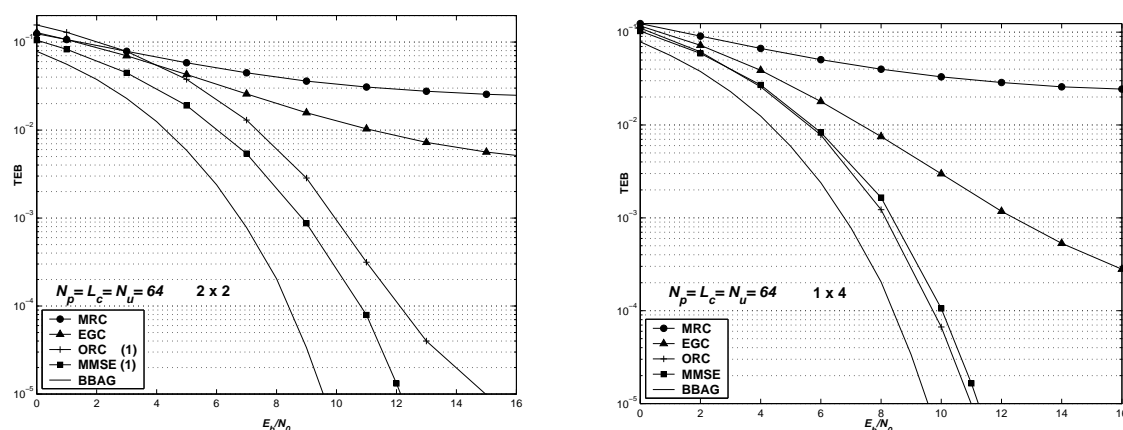 10⁻¹
10⁻²
10⁻³
10⁻⁴
10⁻⁵
TEB
N_p = L_c = N_u = 64 2 x 2
MRC
EGC
ORC (1)
MMSE (1)
BBAG
0 2 4 6 8 10 12 14 16
E_b/N_0
10⁻¹
10⁻²
10⁻³
10⁻⁴
10⁻⁵
TEB
N_p = L_c = N_u = 64 1 x 4
MRC
EGC
ORC
MMSE
BBAG
0 2 4 6 8 10 12 14 16
E_b/N_0